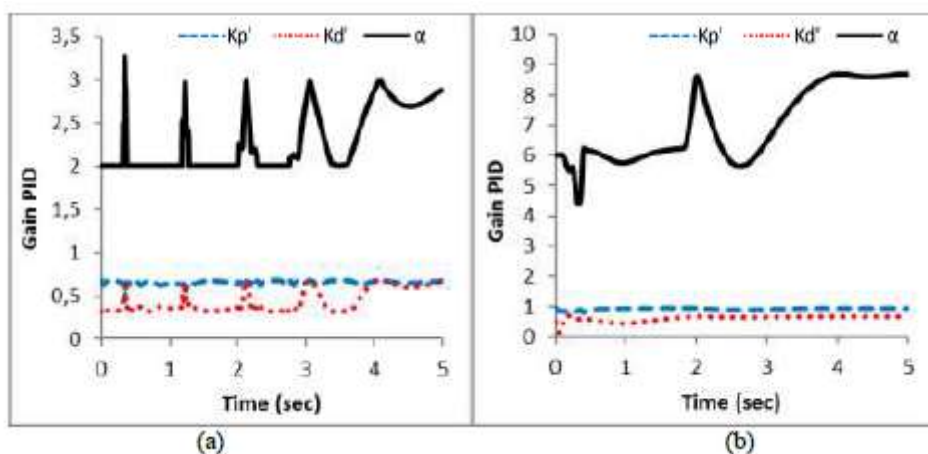 Kp' Kd' α
3,5
3
2,5
2
1,5
1
0,5
0
Gain PID
0 1 2 3 4 5
Time (sec)
(a)
Kp' Kd' α
10
9
8
7
6
5
4
3
2
1
0
Gain PID
0 1 2 3 4 5
Time (sec)
(b)